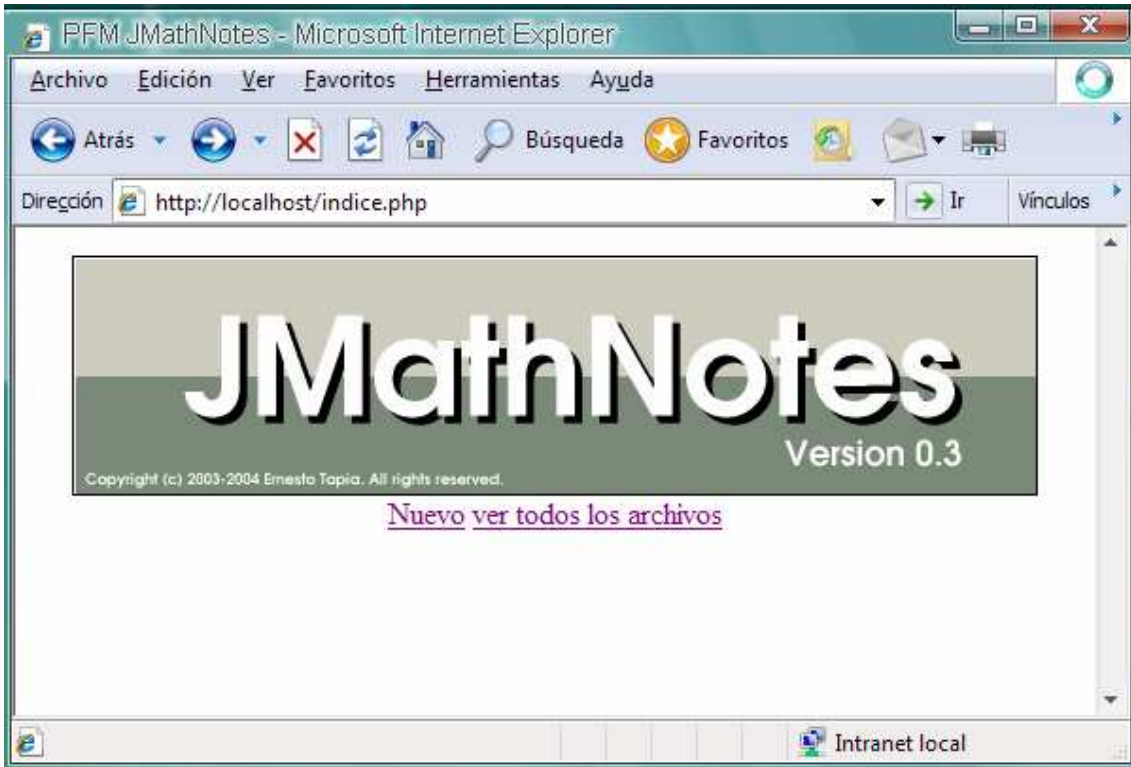 PFM JMathNotes - Microsoft Internet Explorer
Archivo Edición Ver Favoritos Herramientas Ayuda
Atrás Búsqueda Favoritos
Dirección http://localhost/indice.php Ir Vínculos
JMathNotes
Version 0.3
Copyright (c) 2003-2004 Ernesto Tapia. All rights reserved.
Nuevo ver todos los archivos
Intranet local